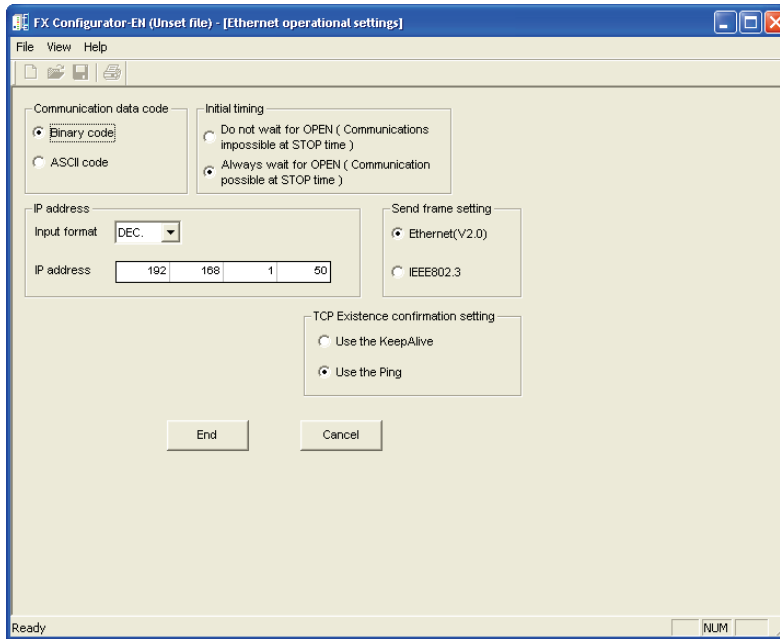 FX Configurator-EN (Unset file) - [Ethernet operational settings]
File View Help
Communication data code
Binary code
ASCII code
Initial timing
Do not wait for OPEN ( Communications
impossible at STOP time )
Always wait for OPEN ( Communication
possible at STOP time )
IP address
Input format DEC.
IP address 192 168 1 50
Send frame setting
Ethernet(V2.0)
IEEE802.3
TCP Existence confirmation setting
Use the KeepAlive
Use the Ping
End Cancel
Ready NUM